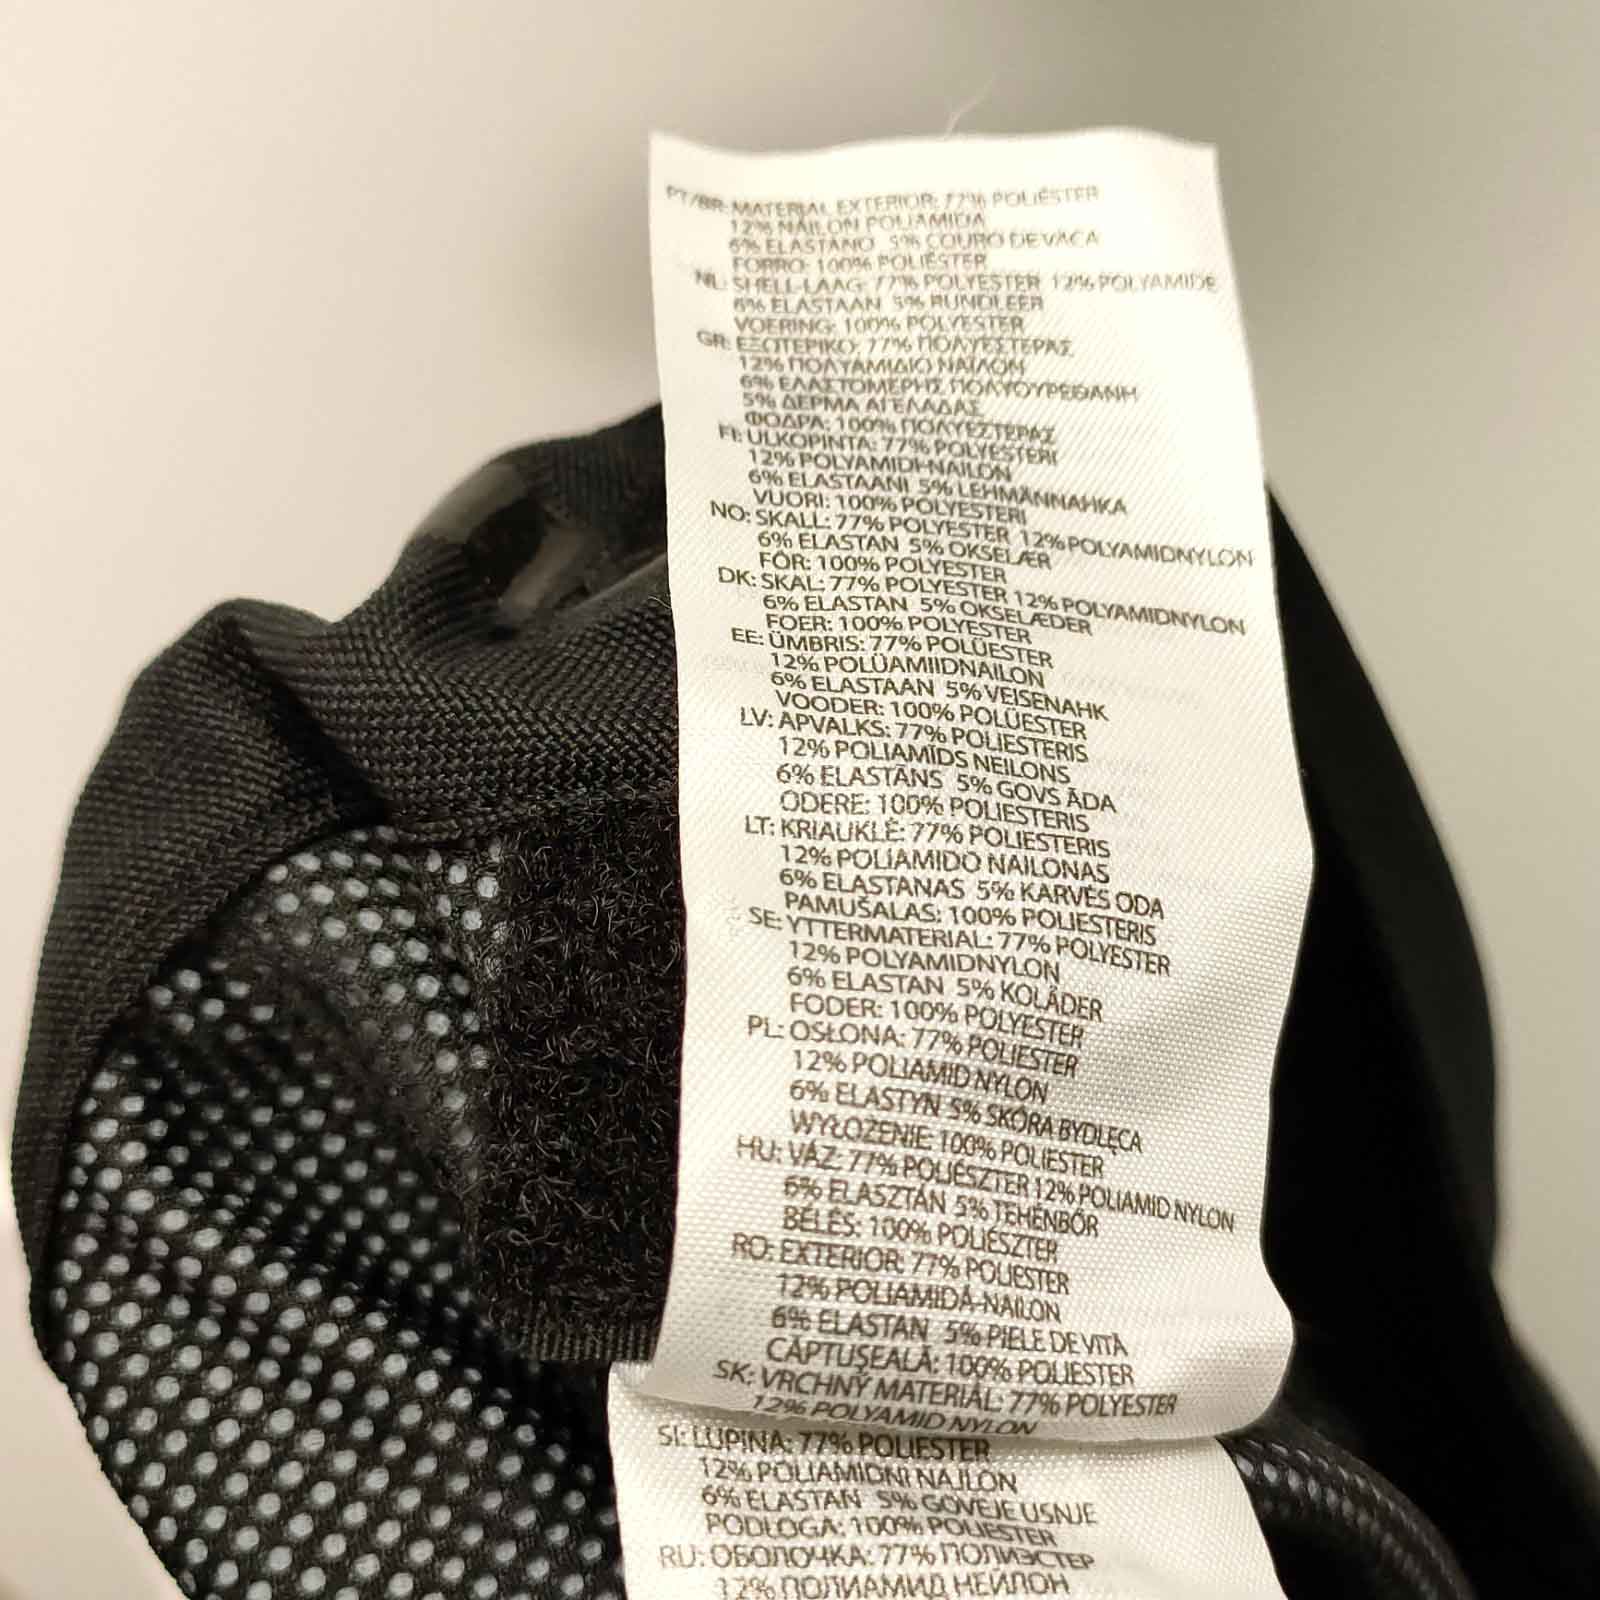 PT/BR: MATERIAL EXTERIOR: 77% POLIÉSTER
12% NÁILON POLIAMIDA
6% ELASTANO 5% COURO DE VACA
FORRO: 100% POLIÉSTER
NL: SHELL-LAAG: 77% POLYESTER 12% POLYAMIDE
6% ELASTAAN 5% RUNDLEER
VOERING: 100% POLYESTER
GR: ΕΞΩΤΕΡΙΚΟ: 77% ΠΟΛΥΕΣΤΕΡΑΣ
12% ΠΟΛΥΑΜΙΔΙΟ ΝΑΪΛΟΝ
6% ΕΛΑΣΤΟΜΕΡΗΣ ΠΟΛΥΟΥΡΕΘΑΝΗ
5% ΔΕΡΜΑ ΑΓΕΛΑΔΑΣ
ΦΟΔΡΑ: 100% ΠΟΛΥΕΣΤΕΡΑΣ
FI: ULKOPINTA: 77% POLYESTERI
12% POLYAMIDI-NAILON
6% ELASTAANI 5% LEHMÄNNAHKA
VUORI: 100% POLYESTERI
NO: SKALL: 77% POLYESTER 12% POLYAMIDNYLON
6% ELASTAN 5% OKSELÆR
FÔR: 100% POLYESTER
DK: SKAL: 77% POLYESTER 12% POLYAMIDNYLON
6% ELASTAN 5% OKSELÆDER
FOER: 100% POLYESTER
EE: ÜMBRIS: 77% POLÜESTER
12% POLÜAMIIDNAILON
6% ELASTAAN 5% VEISENAHK
VOODER: 100% POLÜESTER
LV: APVALKS: 77% POLIESTERIS
12% POLIAMĪDS NEILONS
6% ELASTĀNS 5% GOVS ĀDA
ODERE: 100% POLIESTERIS
LT: KRIAUKLĖ: 77% POLIESTERIS
12% POLIAMIDO NAILONAS
6% ELASTANAS 5% KARVĖS ODA
PAMUŠALAS: 100% POLIESTERIS
SE: YTTERMATERIAL: 77% POLYESTER
12% POLYAMIDNYLON
6% ELASTAN 5% KOLÄDER
FODER: 100% POLYESTER
PL: OSŁONA: 77% POLIESTER
12% POLIAMID NYLON
6% ELASTYN 5% SKÓRA BYDLĘCA
WYŁOŻENIE: 100% POLIESTER
HU: VÁZ: 77% POLIÉSZTER 12% POLIAMID NYLON
6% ELASZTÁN 5% TEHÉNBŐR
BÉLÉS: 100% POLIÉSZTER
RO: EXTERIOR: 77% POLIESTER
12% POLIAMIDĂ-NAILON
6% ELASTAN 5% PIELE DE VITĂ
CĂPTUȘEALĂ: 100% POLIESTER
SK: VRCHNÝ MATERIÁL: 77% POLYESTER
12% POLYAMID NYLON
SI: LUPINA: 77% POLIESTER
12% POLIAMIDNI NAJLON
6% ELASTAN 5% GOVEJE USNJE
PODLOGA: 100% POLIESTER
RU: ОБОЛОЧКА: 77% ПОЛИЭСТЕР
12% ПОЛИАМИД НЕЙЛОН